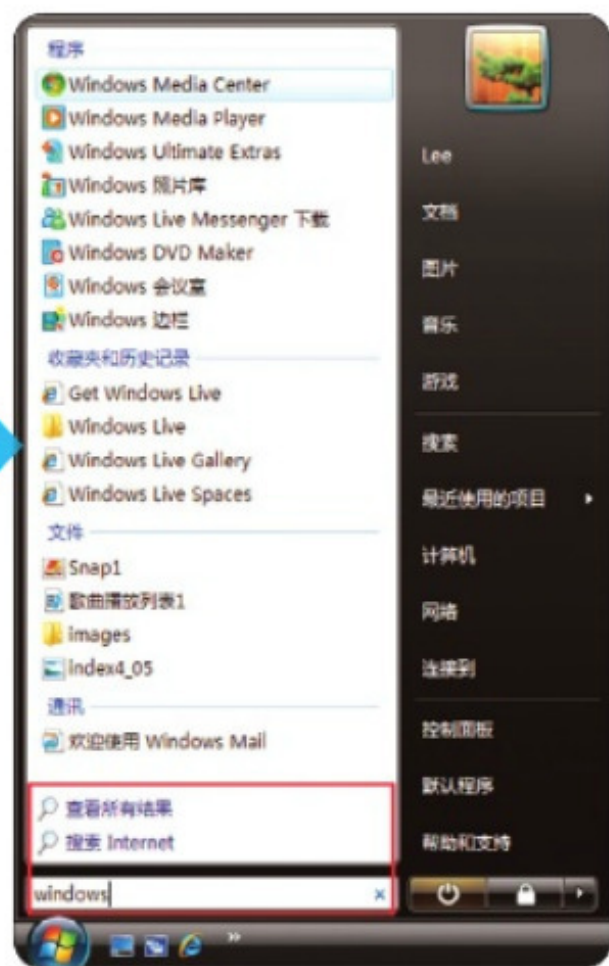 程序
Windows Media Center
Windows Media Player
Windows Ultimate Extras
Windows 照片库
Windows Live Messenger 下载
Windows DVD Maker
Windows 会议室
Windows 边栏
收藏夹和历史记录
Get Windows Live
Windows Live
Windows Live Gallery
Windows Live Spaces
文件
Snap1
歌曲播放列表1
images
index4_05
通讯
欢迎使用 Windows Mail
查看所有结果
搜索 Internet
windows
Lee
文档
图片
音乐
游戏
搜索
最近使用的项目
计算机
网络
连接到
控制面板
默认程序
帮助和支持